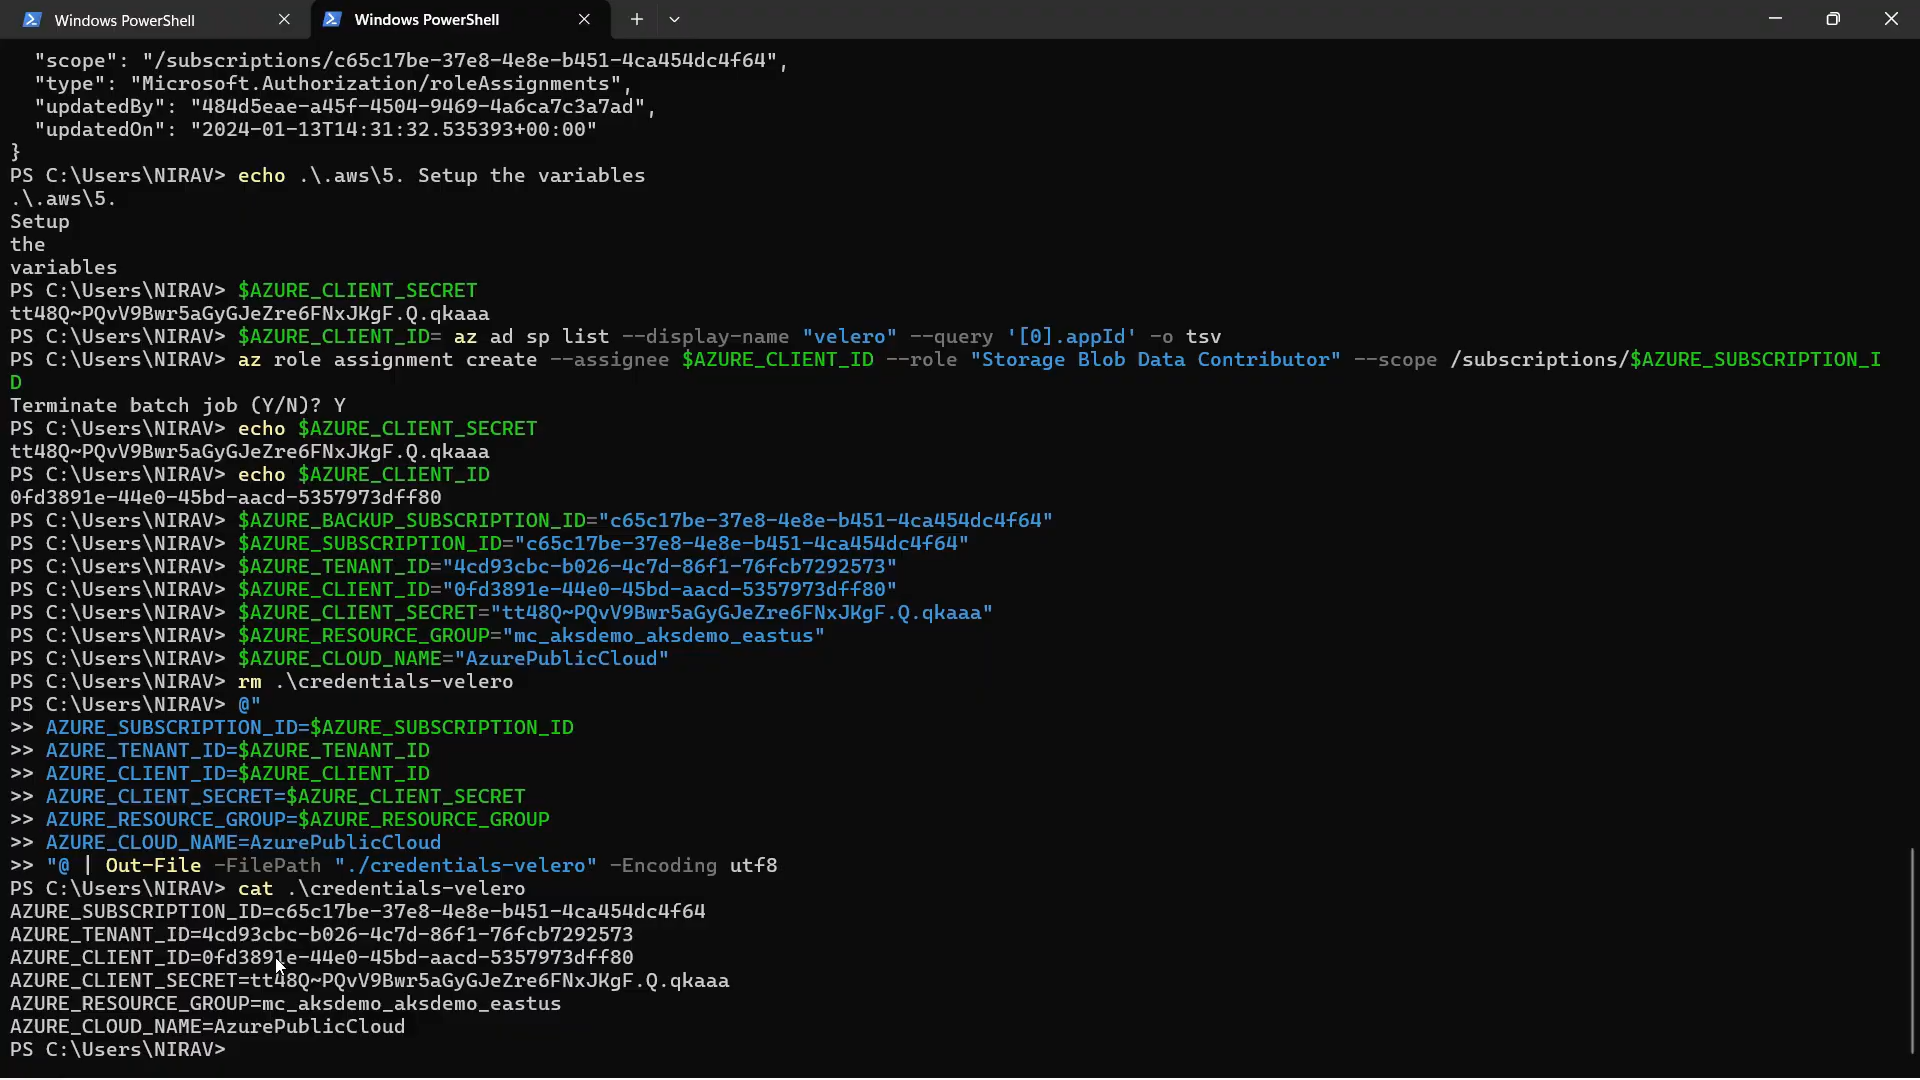 Windows PowerShell
Windows PowerShell
"scope": "/subscriptions/c65c17be-37e8-4e8e-b451-4ca454dc4f64",
"type": "Microsoft.Authorization/roleAssignments",
"updatedBy": "484d5eae-a45f-4504-9469-4a6ca7c3a7ad",
"updatedOn": "2024-01-13T14:31:32.535393+00:00"
}
PS C:\Users\NIRAV> echo .\.aws\5. Setup the variables
.\.aws\5.
Setup
the
variables
PS C:\Users\NIRAV> $AZURE_CLIENT_SECRET
tt48Q~PQvV9Bwr5aGyGJeZre6FNxJKgF.Q.qkaaa
PS C:\Users\NIRAV> $AZURE_CLIENT_ID= az ad sp list --display-name "velero" --query '[0].appId' -o tsv
PS C:\Users\NIRAV> az role assignment create --assignee $AZURE_CLIENT_ID --role "Storage Blob Data Contributor" --scope /subscriptions/$AZURE_SUBSCRIPTION_I
D
Terminate batch job (Y/N)? Y
PS C:\Users\NIRAV> echo $AZURE_CLIENT_SECRET
tt48Q~PQvV9Bwr5aGyGJeZre6FNxJKgF.Q.qkaaa
PS C:\Users\NIRAV> echo $AZURE_CLIENT_ID
0fd3891e-44e0-45bd-aacd-5357973dff80
PS C:\Users\NIRAV> $AZURE_BACKUP_SUBSCRIPTION_ID="c65c17be-37e8-4e8e-b451-4ca454dc4f64"
PS C:\Users\NIRAV> $AZURE_SUBSCRIPTION_ID="c65c17be-37e8-4e8e-b451-4ca454dc4f64"
PS C:\Users\NIRAV> $AZURE_TENANT_ID="4cd93cbc-b026-4c7d-86f1-76fcb7292573"
PS C:\Users\NIRAV> $AZURE_CLIENT_ID="0fd3891e-44e0-45bd-aacd-5357973dff80"
PS C:\Users\NIRAV> $AZURE_CLIENT_SECRET="tt48Q~PQvV9Bwr5aGyGJeZre6FNxJKgF.Q.qkaaa"
PS C:\Users\NIRAV> $AZURE_RESOURCE_GROUP="mc_aksdemo_aksdemo_eastus"
PS C:\Users\NIRAV> $AZURE_CLOUD_NAME="AzurePublicCloud"
PS C:\Users\NIRAV> rm .\credentials-velero
PS C:\Users\NIRAV> @"
>> AZURE_SUBSCRIPTION_ID=$AZURE_SUBSCRIPTION_ID
>> AZURE_TENANT_ID=$AZURE_TENANT_ID
>> AZURE_CLIENT_ID=$AZURE_CLIENT_ID
>> AZURE_CLIENT_SECRET=$AZURE_CLIENT_SECRET
>> AZURE_RESOURCE_GROUP=$AZURE_RESOURCE_GROUP
>> AZURE_CLOUD_NAME=AzurePublicCloud
>> "@ | Out-File -FilePath "./credentials-velero" -Encoding utf8
PS C:\Users\NIRAV> cat .\credentials-velero
AZURE_SUBSCRIPTION_ID=c65c17be-37e8-4e8e-b451-4ca454dc4f64
AZURE_TENANT_ID=4cd93cbc-b026-4c7d-86f1-76fcb7292573
AZURE_CLIENT_ID=0fd3891e-44e0-45bd-aacd-5357973dff80
AZURE_CLIENT_SECRET=tt48Q~PQvV9Bwr5aGyGJeZre6FNxJKgF.Q.qkaaa
AZURE_RESOURCE_GROUP=mc_aksdemo_aksdemo_eastus
AZURE_CLOUD_NAME=AzurePublicCloud
PS C:\Users\NIRAV>